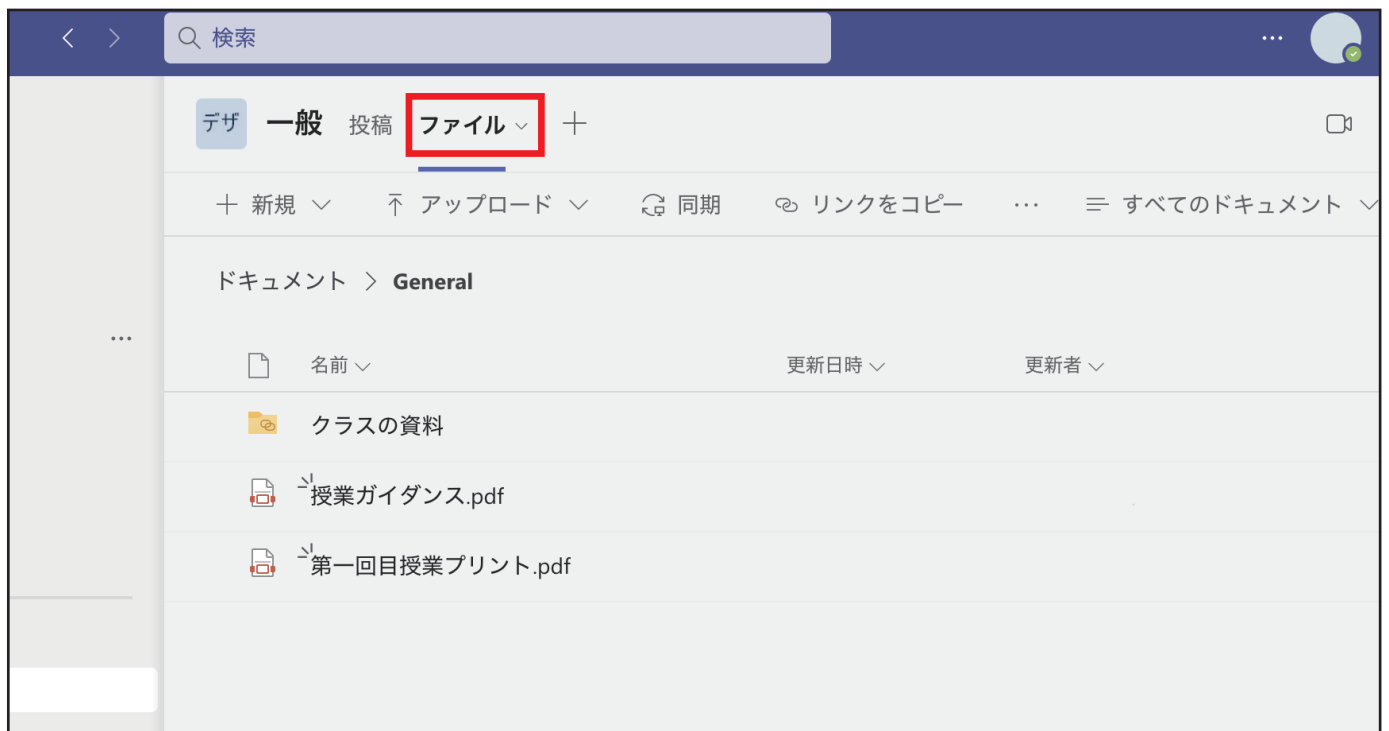 検索
デザ 一般 投稿 ファイル
新規 アップロード 同期 リンクをコピー ... すべてのドキュメント
ドキュメント > General
名前 更新日時 更新者
クラスの資料
授業ガイダンス.pdf
第一回目授業プリント.pdf